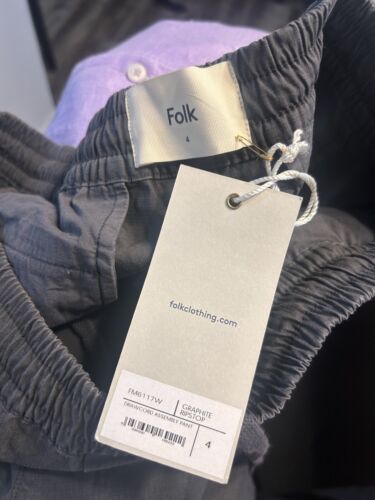 Folk
4
folkclothing.com
FM6117W
GRAPHITE
RIPSTOP
DRAWCORD ASSEMBLY PANT
4